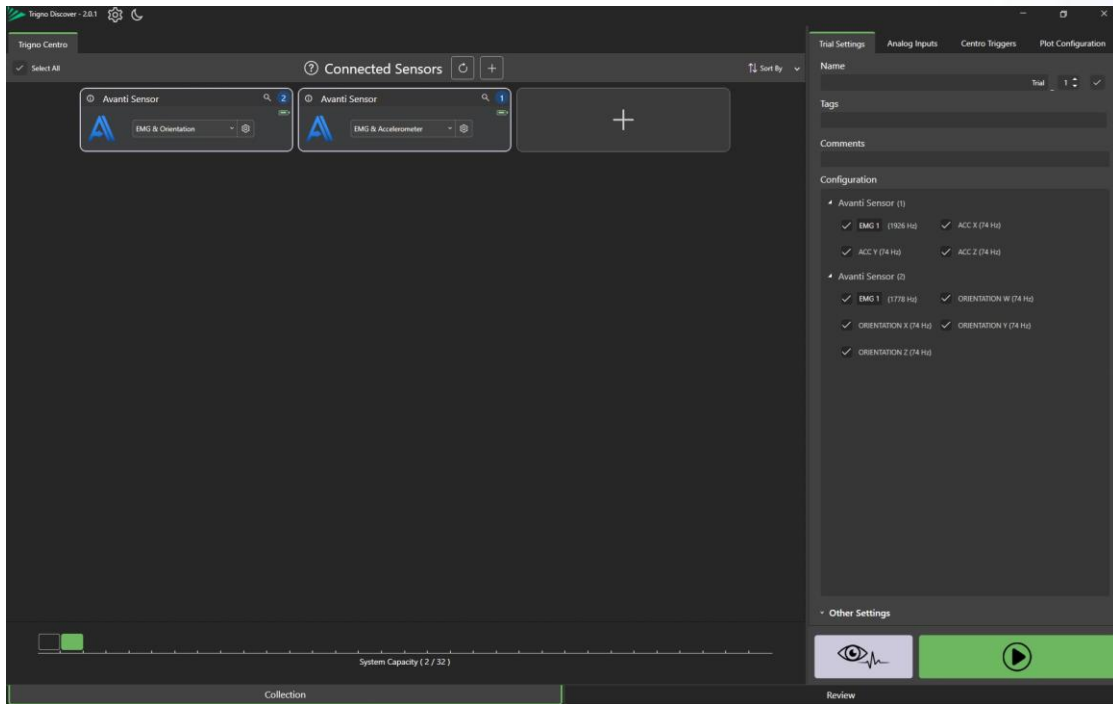 Trigno Discover - 2.0.1
Trigno Centro
Select All
Connected Sensors
Sort By
Avanti Sensor
2
EMG & Orientation
Avanti Sensor
1
EMG & Accelerometer
System Capacity ( 2 / 32 )
Collection
Trial Settings
Analog Inputs
Centro Triggers
Plot Configuration
Name
Trial _ 1
Tags
Comments
Configuration
Avanti Sensor (1)
EMG 1 (1926 Hz) ACC X (74 Hz)
ACC Y (74 Hz) ACC Z (74 Hz)
Avanti Sensor (2)
EMG 1 (1778 Hz) ORIENTATION W (74 Hz)
ORIENTATION X (74 Hz) ORIENTATION Y (74 Hz)
ORIENTATION Z (74 Hz)
Other Settings
Review